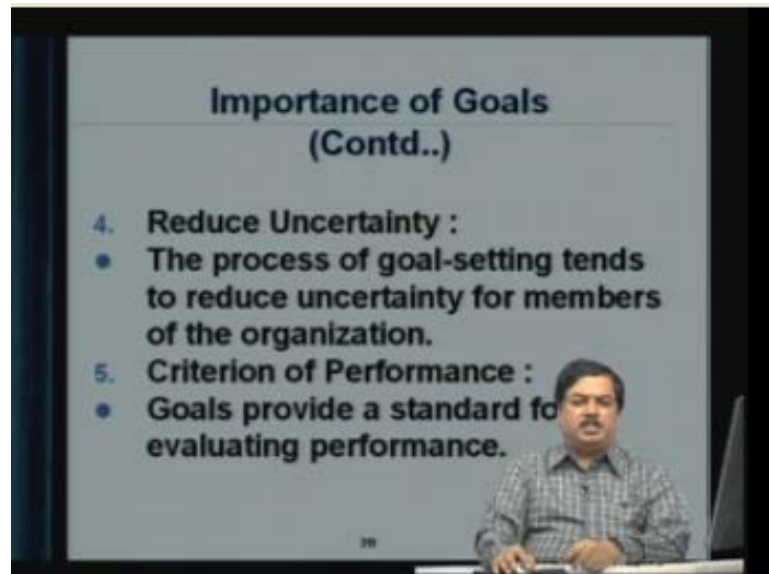 Importance of Goals
(Contd..)
4. Reduce Uncertainty :
• The process of goal-setting tends
to reduce uncertainty for members
of the organization.
5. Criterion of Performance :
• Goals provide a standard fo
evaluating performance.